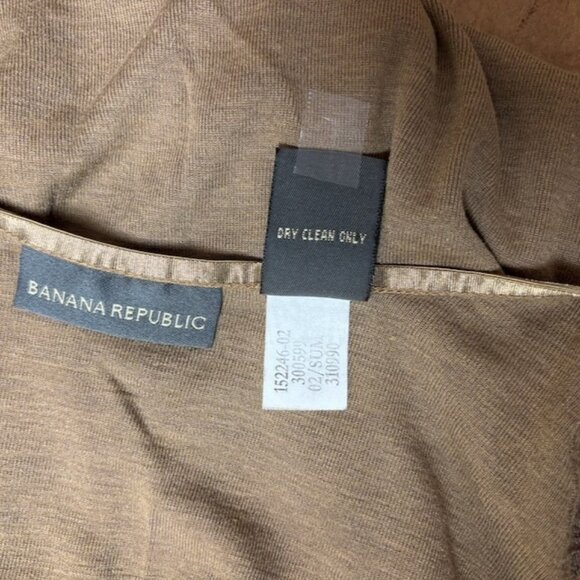 DRY CLEAN ONLY
BANANA REPUBLIC
152246-02
300599
02/SUM
310990